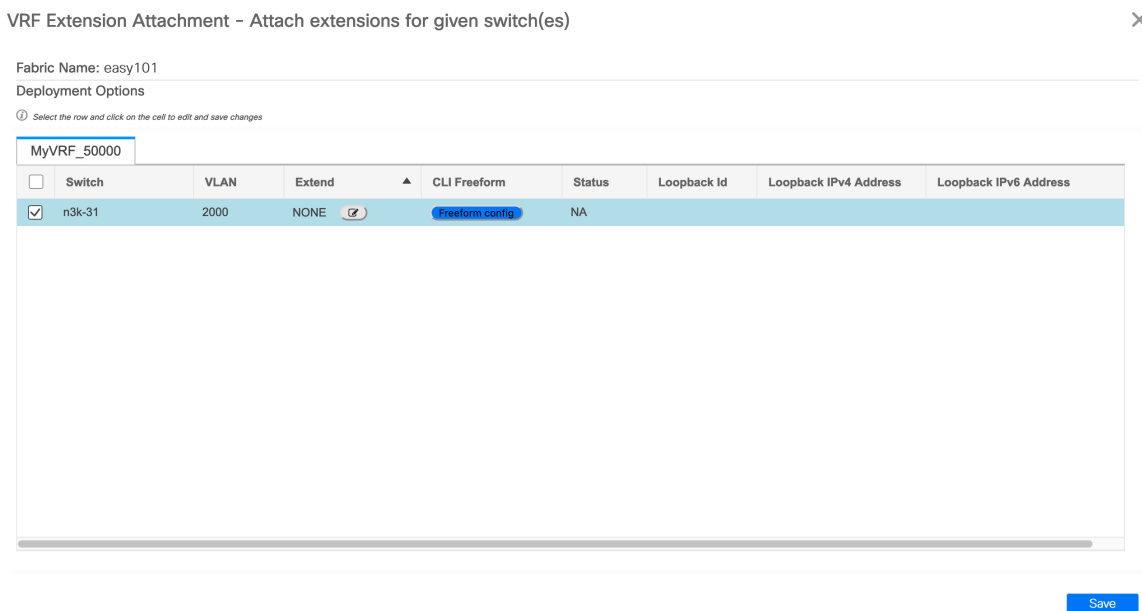 VRF Extension Attachment - Attach extensions for given switch(es)
Fabric Name: easy101
Deployment Options
Select the row and click on the cell to edit and save changes
MyVRF_50000
Switch VLAN Extend CLI Freeform Status Loopback Id Loopback IPv4 Address Loopback IPv6 Address
n3k-31 2000 NONE Freeform config NA
Save